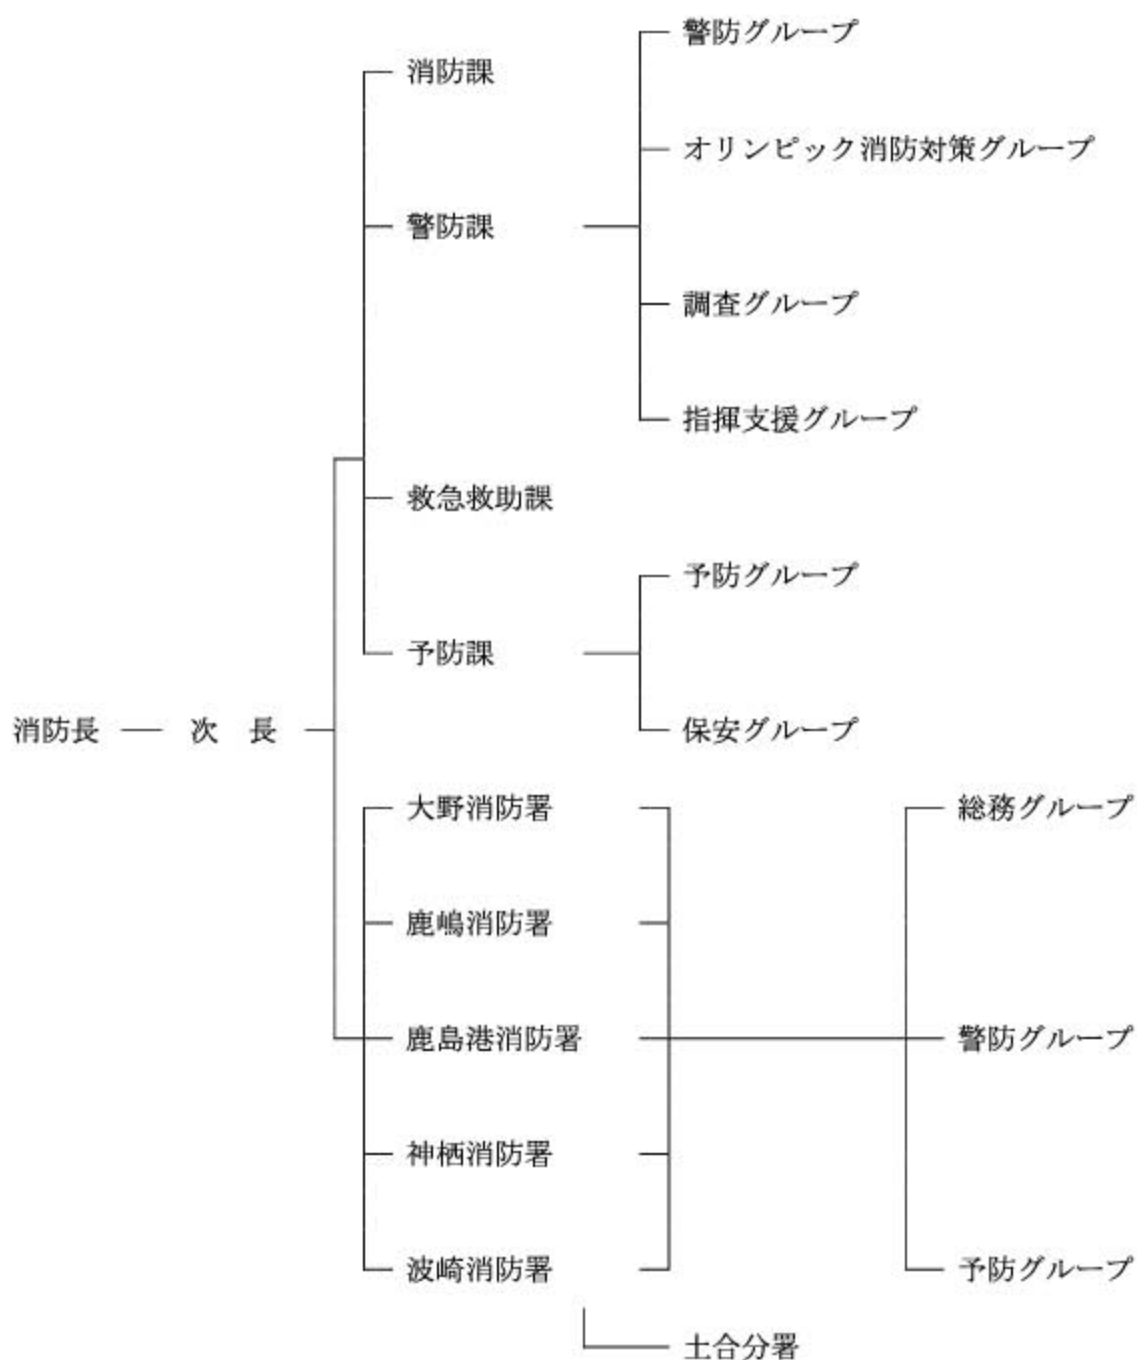 警防グループ
消防課
オリンピック消防対策グループ
警防課
調査グループ
指揮支援グループ
救急救助課
予防グループ
予防課
消防長 次 長 保安グループ
大野消防署 総務グループ
鹿嶋消防署
鹿島港消防署 警防グループ
神栖消防署
波崎消防署 予防グループ
土合分署